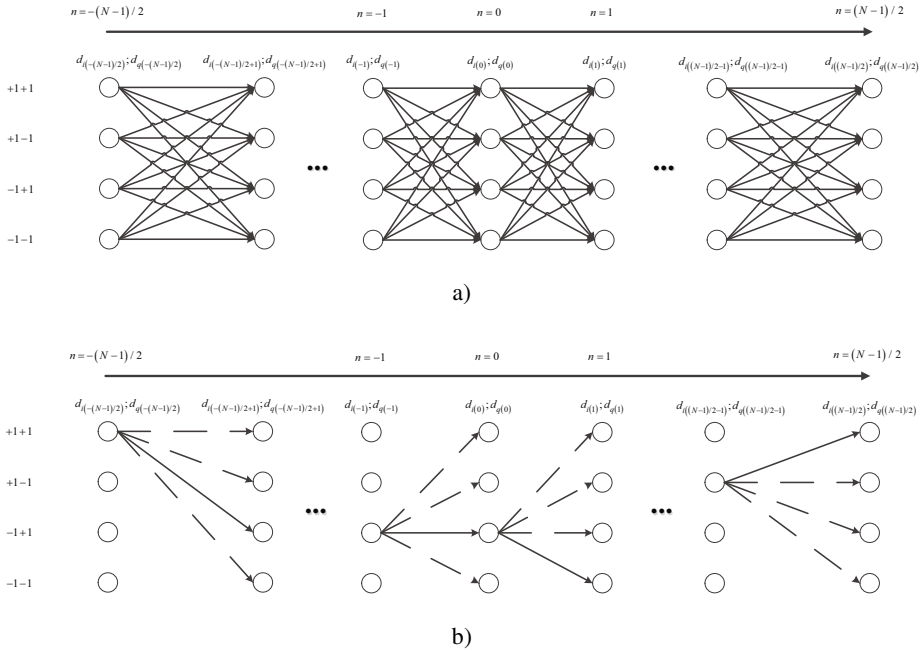 n=−(N−1)/2 n=−1 n=0 n=1 n=(N−1)/2
d_{i(−(N−1)/2)};d_{q(−(N−1)/2)} d_{i(−(N−1)/2+1)};d_{q(−(N−1)/2+1)} d_{i(−1)};d_{q(−1)} d_{i(0)};d_{q(0)} d_{i(1)};d_{q(1)} d_{i((N−1)/2−1)};d_{q((N−1)/2−1)} d_{i((N−1)/2)};d_{q((N−1)/2)}
+1+1
+1−1
... ...
−1+1
−1−1
a)
n=−(N−1)/2 n=−1 n=0 n=1 n=(N−1)/2
d_{i(−(N−1)/2)};d_{q(−(N−1)/2)} d_{i(−(N−1)/2+1)};d_{q(−(N−1)/2+1)} d_{i(−1)};d_{q(−1)} d_{i(0)};d_{q(0)} d_{i(1)};d_{q(1)} d_{i((N−1)/2−1)};d_{q((N−1)/2−1)} d_{i((N−1)/2)};d_{q((N−1)/2)}
+1+1
+1−1
... ...
−1+1
−1−1
b)